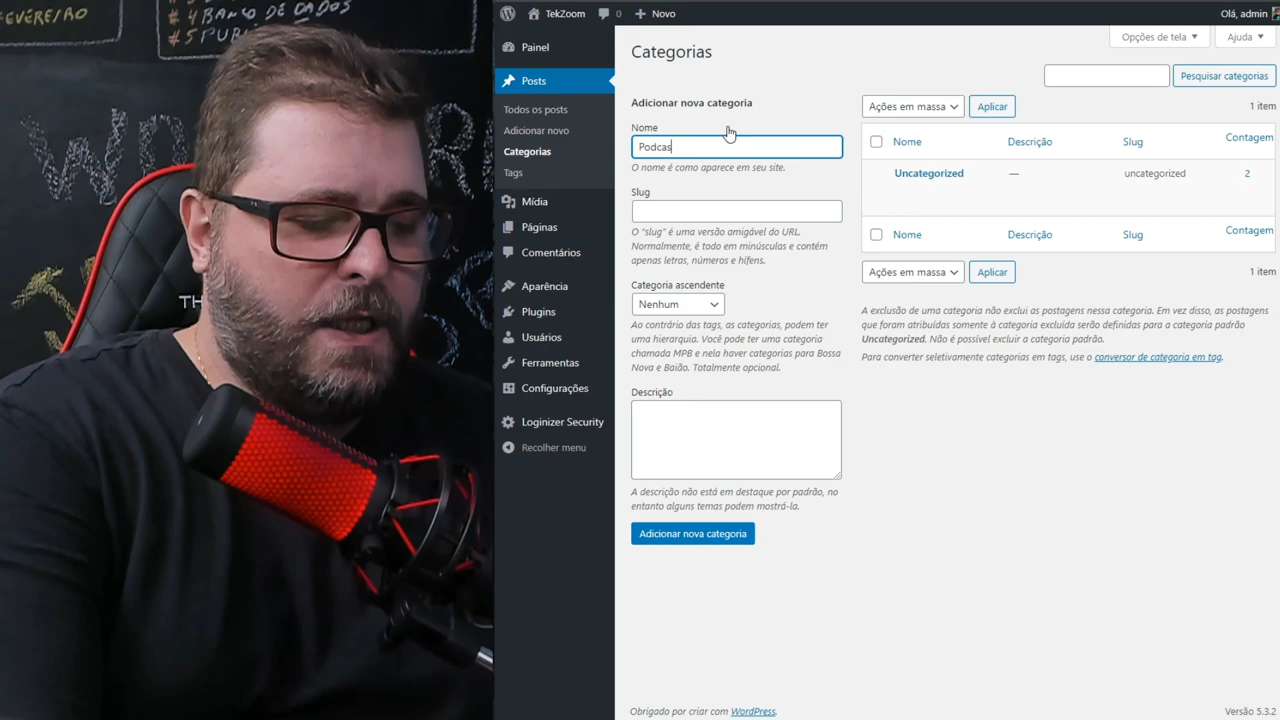 FEVEREIRO
#4 BANCO DE DADOS
TH
TekZoom
0
Novo
Olá, admin
Painel
Posts
Todos os posts
Adicionar novo
Categorias
Tags
Mídia
Páginas
Comentários
Aparência
Plugins
Usuários
Ferramentas
Configurações
Loginizer Security
Recolher menu
Categorias
Opções de tela
Ajuda
Pesquisar categorias
Adicionar nova categoria
Nome
Podcas
O nome é como aparece em seu site.
Slug
O "slug" é uma versão amigável do URL.
Normalmente, é todo em minúsculas e contém
apenas letras, números e hífens.
Categoria ascendente
Nenhum
Ao contrário das tags, as categorias, podem ter
uma hierarquia. Você pode ter uma categoria
chamada MPB e nela haver categorias para Bossa
Nova e Baião. Totalmente opcional.
Descrição
A descrição não está em destaque por padrão, no
entanto alguns temas podem mostrá-la.
Adicionar nova categoria
Ações em massa
Aplicar
1 item
Nome
Descrição
Slug
Contagem
Uncategorized
—
uncategorized
2
Nome
Descrição
Slug
Contagem
Ações em massa
Aplicar
1 item
A exclusão de uma categoria não exclui as postagens nessa categoria. Em vez disso, as postagens
que foram atribuídas somente à categoria excluída serão definidas para a categoria padrão
Uncategorized. Não é possível excluir a categoria padrão.
Para converter seletivamente categorias em tags, use o conversor de categoria em tag.
Obrigado por criar com WordPress.
Versão 5.3.2